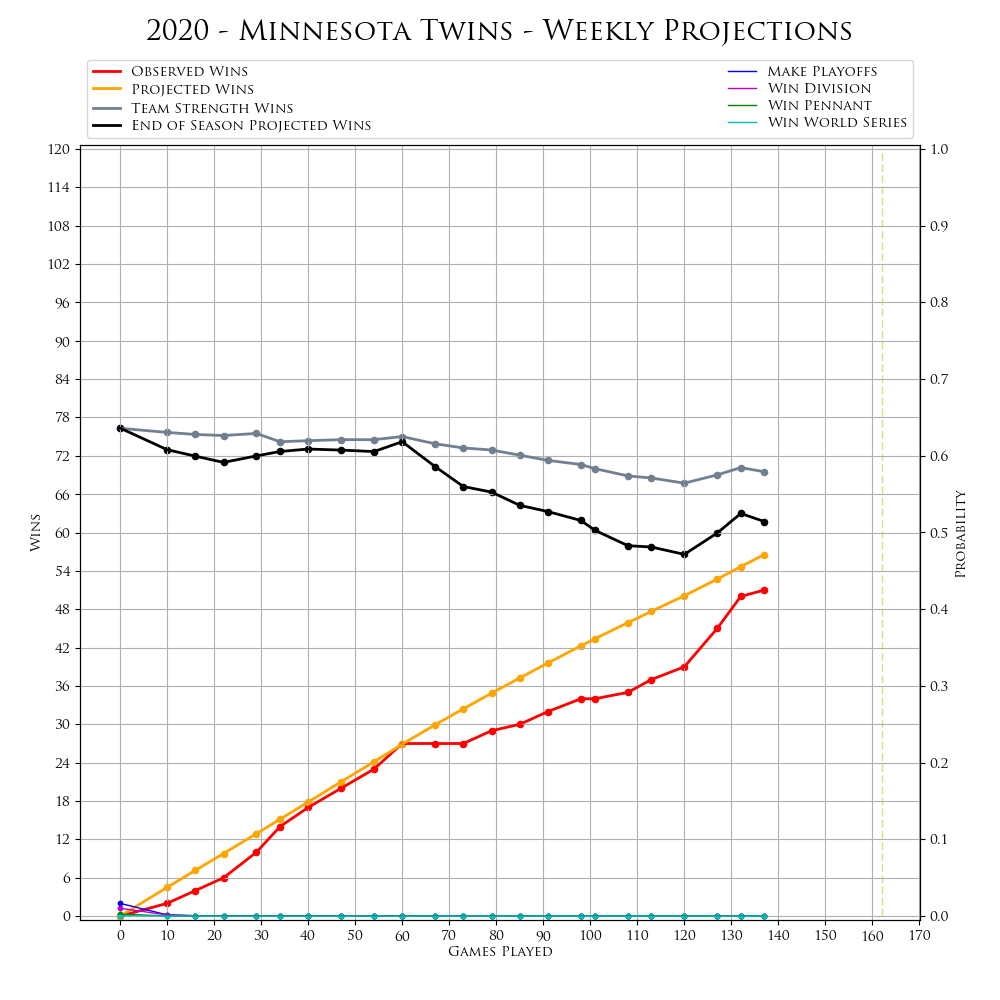 2020 - Minnesota Twins - Weekly Projections
Observed Wins
Projected Wins
Team Strength Wins
End of Season Projected Wins
Make Playoffs
Win Division
Win Pennant
Win World Series
120
114
108
102
96
90
84
78
72
66
60
54
48
42
36
30
24
18
12
6
0
Wins
1.0
0.9
0.8
0.7
0.6
0.5
0.4
0.3
0.2
0.1
0.0
Probability
0 10 20 30 40 50 60 70 80 90 100 110 120 130 140 150 160 170
Games Played